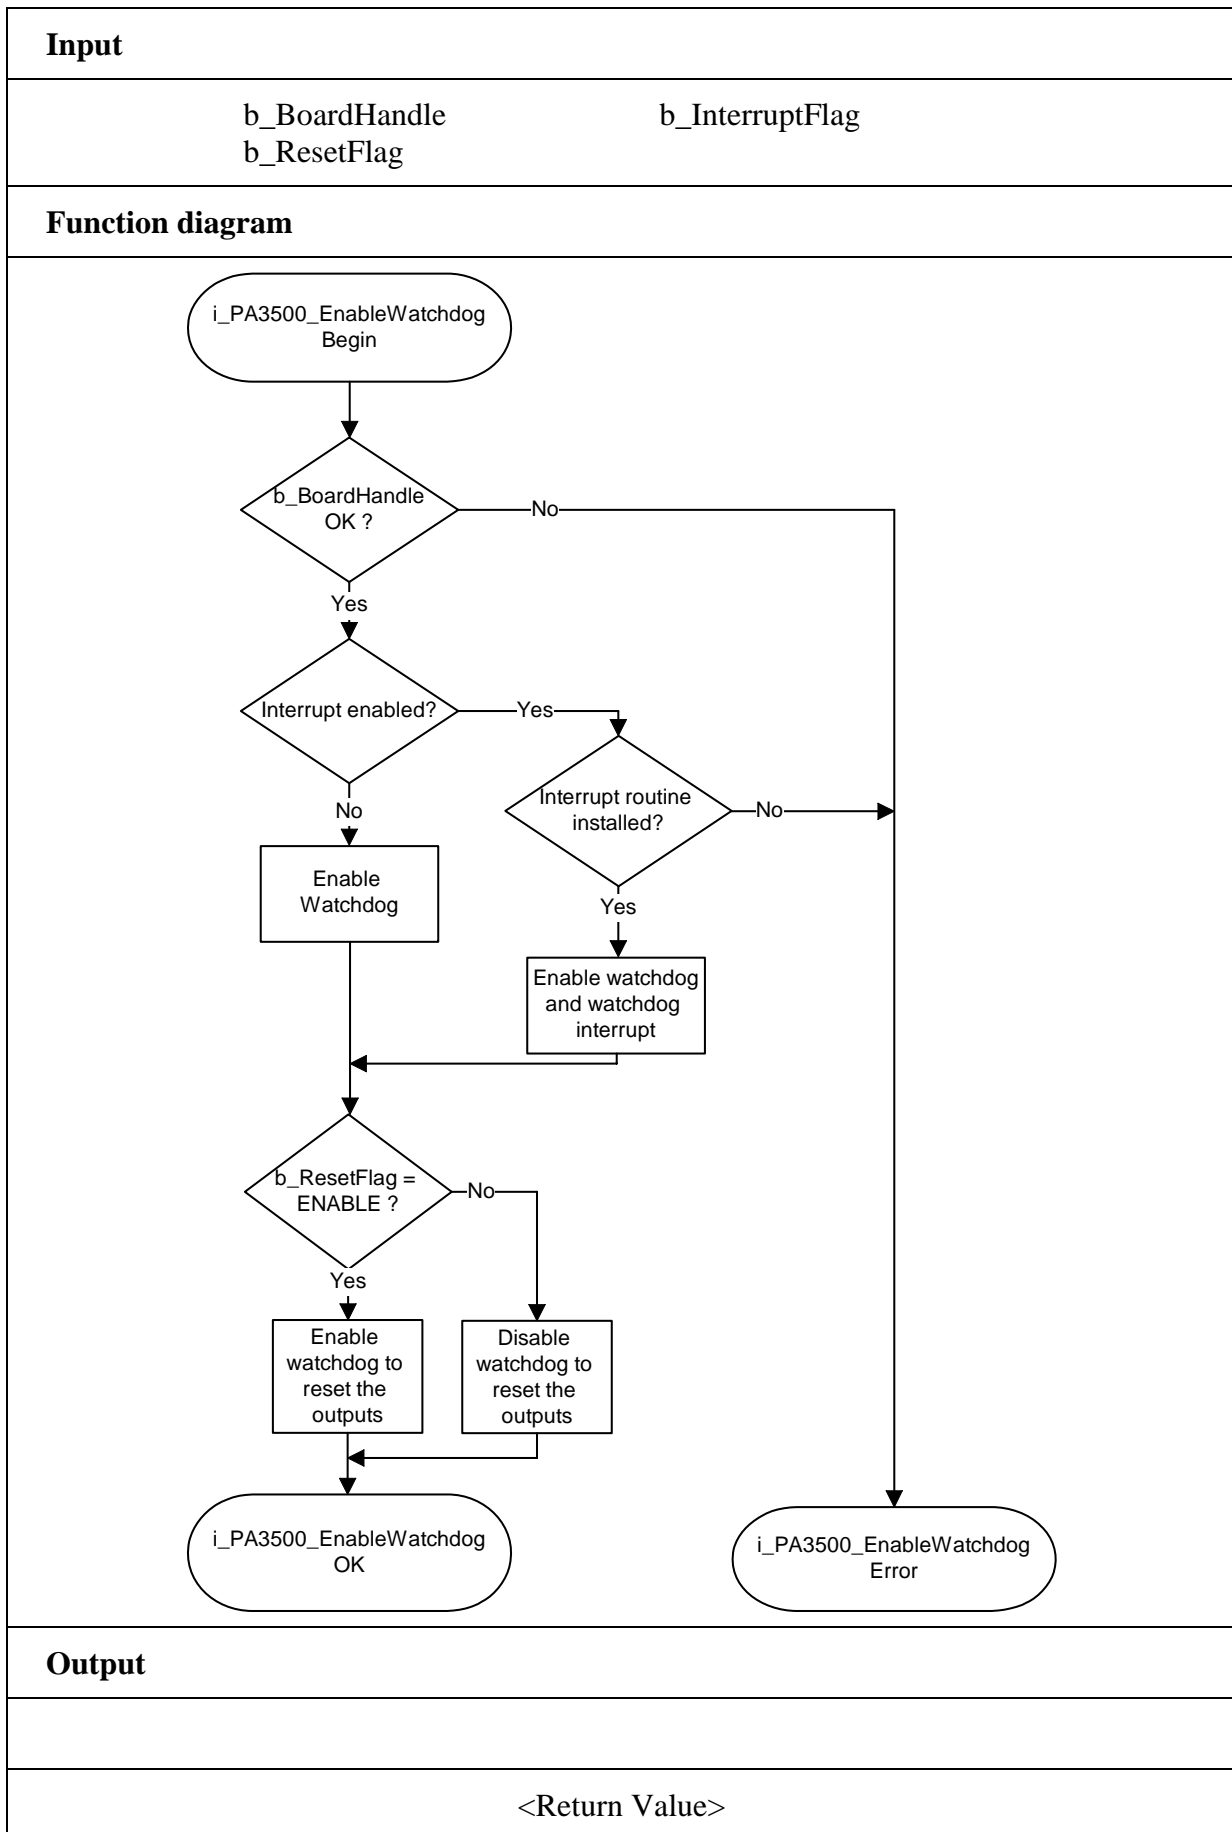 Input
b_BoardHandle b_InterruptFlag
b_ResetFlag
Function diagram
i_PA3500_EnableWatchdog
Begin
b_BoardHandle
OK ?
No
Yes
Interrupt enabled?
Yes
No
Interrupt routine
installed?
No
Yes
Enable
Watchdog
Enable watchdog
and watchdog
interrupt
b_ResetFlag =
ENABLE ?
No
Yes
Enable
watchdog to
reset the
outputs
Disable
watchdog to
reset the
outputs
i_PA3500_EnableWatchdog
OK
i_PA3500_EnableWatchdog
Error
Output
<Return Value>